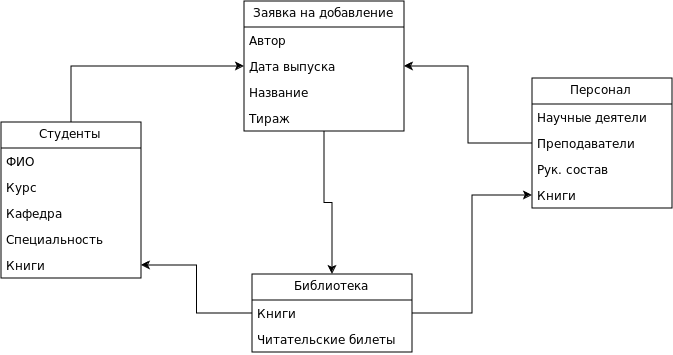 Заявка на добавление
Автор
Дата выпуска
Название
Тираж
Персонал
Научные деятели
Преподаватели
Рук. состав
Книги
Студенты
ФИО
Курс
Кафедра
Специальность
Книги
Библиотека
Книги
Читательские билеты